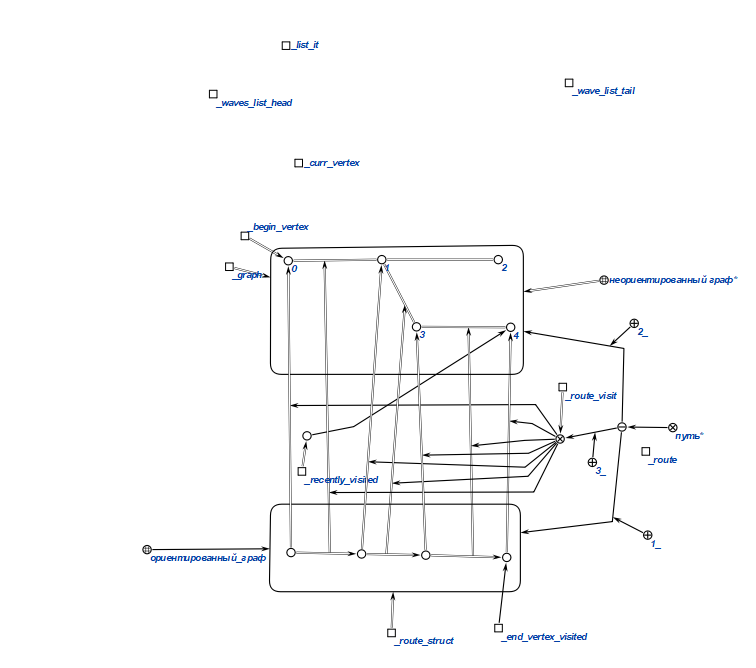 _list_it
_wave_list_tail
_waves_list_head
_curr_vertex
_begin_vertex
0
1
2
_graph
неориентированный граф*
3
4
2_
_route_visit
путь*
_route
3_
_recently_visited
1_
ориентированный_граф
_route_struct
_end_vertex_visited